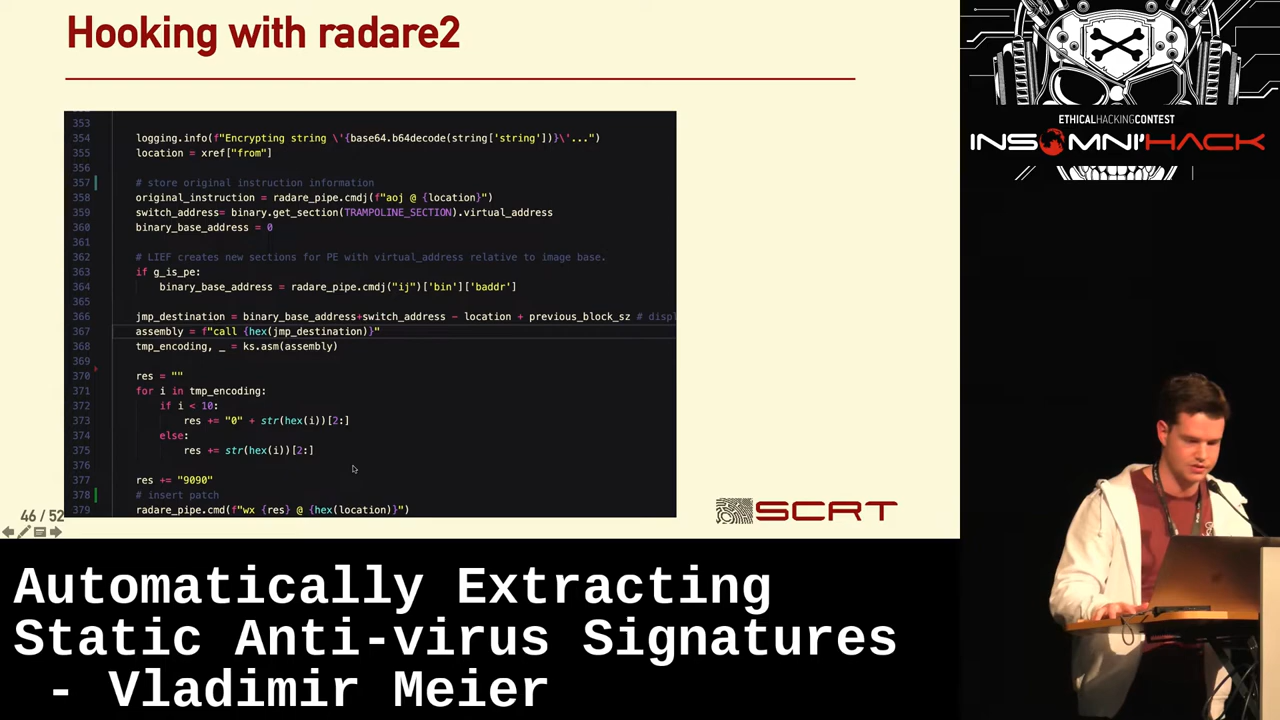 Hooking with radare2
353
354 logging.info(f"Encrypting string \'{base64.b64decode(string['string'])}\'...")
355 location = xref["from"]
356
357 # store original instruction information
358 original_instruction = radare_pipe.cmdj(f"aoj @ {location}")
359 switch_address= binary.get_section(TRAMPOLINE_SECTION).virtual_address
360 binary_base_address = 0
361
362 # LIEF creates new sections for PE with virtual_address relative to image base.
363 if g_is_pe:
364 binary_base_address = radare_pipe.cmdj("ij")['bin']['baddr']
365
366 jmp_destination = binary_base_address+switch_address - location + previous_block_sz # displ
367 assembly = f"call {hex(jmp_destination)}"
368 tmp_encoding, _ = ks.asm(assembly)
369
370 res = ""
371 for i in tmp_encoding:
372 if i < 10:
373 res += "0" + str(hex(i))[2:]
374 else:
375 res += str(hex(i))[2:]
376
377 res += "9090"
378 # insert patch
379 radare_pipe.cmd(f"wx {res} @ {hex(location)}")
46 / 52
SCRT
ETHICALHACKINGCONTEST
INSOMNI'HACK
Automatically Extracting
Static Anti-virus Signatures
- Vladimir Meier